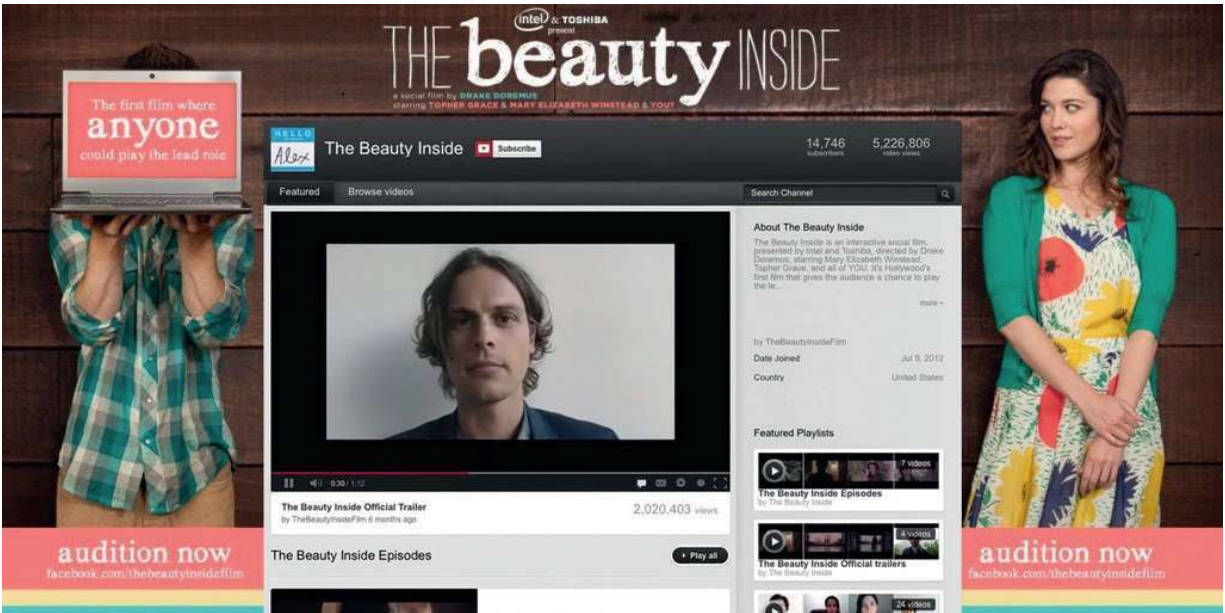 intel & TOSHIBA
present
THE beauty INSIDE
a social film by DRAKE DOREMUS
starring TOPHER GRACE & MARY ELIZABETH WINSTEAD & YOU?
The first film where
anyone
could play the lead role
HELLO
Alex
The Beauty Inside
Subscribe
14,746
subscribers
5,226,806
video views
Featured
Browse videos
Search Channel
About The Beauty Inside
The Beauty Inside is an interactive social film,
presented by Intel and Toshiba, directed by Drake
Doremus, starring Mary Elizabeth Winstead,
Topher Grace, and all of YOU. It's Hollywood's
first film that gives the audience a chance to play
the le...
more
by TheBeautyInsideFilm
Date Joined
Jul 9, 2012
Country
United States
Featured Playlists
7 videos
The Beauty Inside Episodes
by The Beauty Inside
4 videos
The Beauty Inside Official trailers
by The Beauty Inside
24 videos
0:30 / 1:12
The Beauty Inside Official Trailer
by TheBeautyInsideFilm 6 months ago
2,020,403 views
The Beauty Inside Episodes
Play all
audition now
facebook.com/thebeautyinsidefilm
audition now
facebook.com/thebeautyinsidefilm